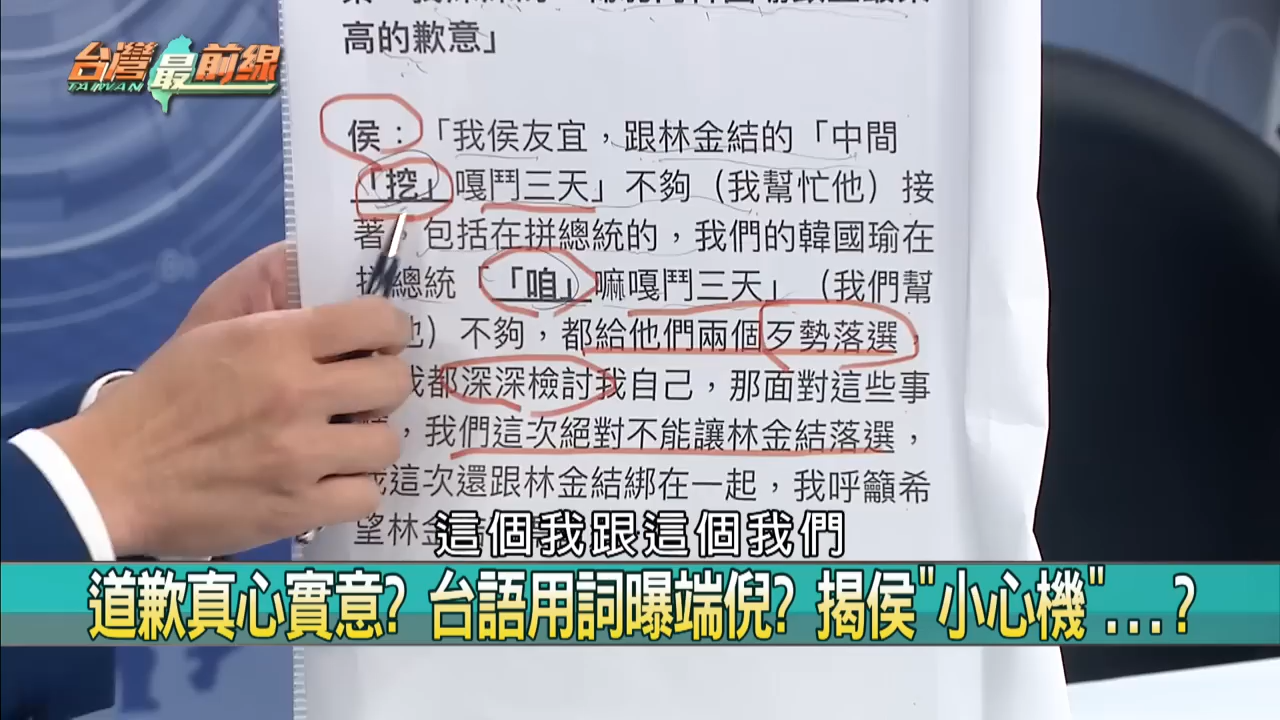 台灣最前線
TAIWAN
高的歉意」
侯：「我侯友宜，跟林金結的「中間
「挖」嘎鬥三天」不夠（我幫忙他）接
著，包括在拼總統的，我們的韓國瑜在
總統「「咱」嘛嘎鬥三天」（我們幫
）不夠，都給他們兩個歹勢落選，
都深深檢討我自己，那面對這些事
，我們這次絕對不能讓林金結落選，
我這次還跟林金結綁在一起，我呼籲希
望林金
這個我跟這個我們
道歉真心實意? 台語用詞曝端倪? 揭侯"小心機"...?